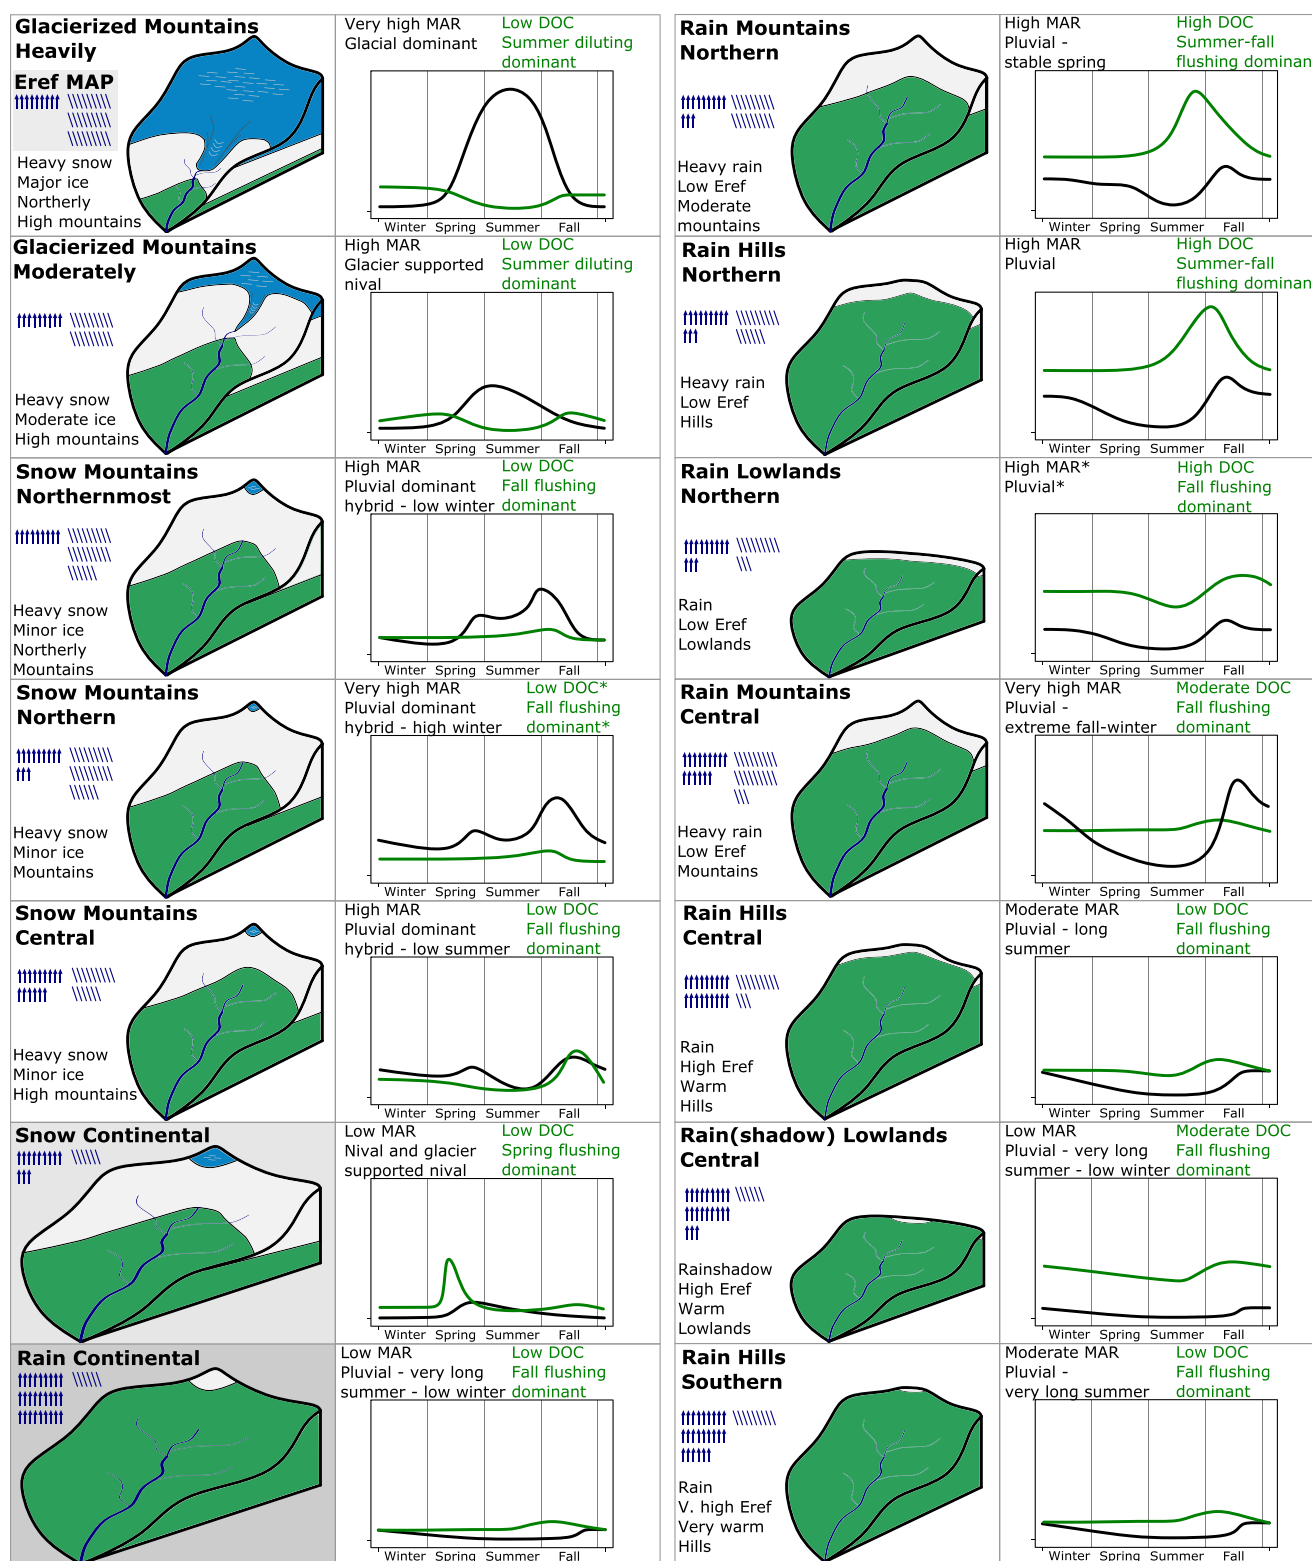 Glacierized Mountains
Heavily
Eref MAP
Heavy snow
Major ice
Northerly
High mountains
Very high MAR
Glacial dominant
Low DOC
Summer diluting
dominant
Winter Spring Summer Fall
Rain Mountains
Northern
Heavy rain
Low Eref
Moderate
mountains
High MAR
Pluvial -
stable spring
High DOC
Summer-fall
flushing dominan
Winter Spring Summer Fall
Glacierized Mountains
Moderately
Heavy snow
Moderate ice
High mountains
High MAR
Glacier supported
nival
Low DOC
Summer diluting
dominant
Winter Spring Summer Fall
Rain Hills
Northern
Heavy rain
Low Eref
Hills
High MAR
Pluvial
High DOC
Summer-fall
flushing dominan
Winter Spring Summer Fall
Snow Mountains
Northernmost
Heavy snow
Minor ice
Northerly
Mountains
High MAR
Pluvial dominant
hybrid - low winter
Low DOC
Fall flushing
dominant
Winter Spring Summer Fall
Rain Lowlands
Northern
Rain
Low Eref
Lowlands
High MAR*
Pluvial*
High DOC
Fall flushing
dominant
Winter Spring Summer Fall
Snow Mountains
Northern
Heavy snow
Minor ice
Mountains
Very high MAR
Pluvial dominant
hybrid - high winter
Low DOC*
Fall flushing
dominant*
Winter Spring Summer Fall
Rain Mountains
Central
Heavy rain
Low Eref
Mountains
Very high MAR
Pluvial -
extreme fall-winter
Moderate DOC
Fall flushing
dominant
Winter Spring Summer Fall
Snow Mountains
Central
Heavy snow
Minor ice
High mountains
High MAR
Pluvial dominant
hybrid - low summer
Low DOC
Fall flushing
dominant
Winter Spring Summer Fall
Rain Hills
Central
Rain
High Eref
Warm
Hills
Moderate MAR
Pluvial - long
summer
Low DOC
Fall flushing
dominant
Winter Spring Summer Fall
Snow Continental
Low MAR
Nival and glacier
supported nival
Low DOC
Spring flushing
dominant
Winter Spring Summer Fall
Rain(shadow) Lowlands
Central
Rainshadow
High Eref
Warm
Lowlands
Low MAR
Pluvial - very long
summer - low winter
Moderate DOC
Fall flushing
dominant
Winter Spring Summer Fall
Rain Continental
Low MAR
Pluvial - very long
summer - low winter
Low DOC
Fall flushing
dominant
Winter Spring Summer Fall
Rain Hills
Southern
Rain
V. high Eref
Very warm
Hills
Moderate MAR
Pluvial -
very long summer
Low DOC
Fall flushing
dominant
Winter Spring Summer Fall